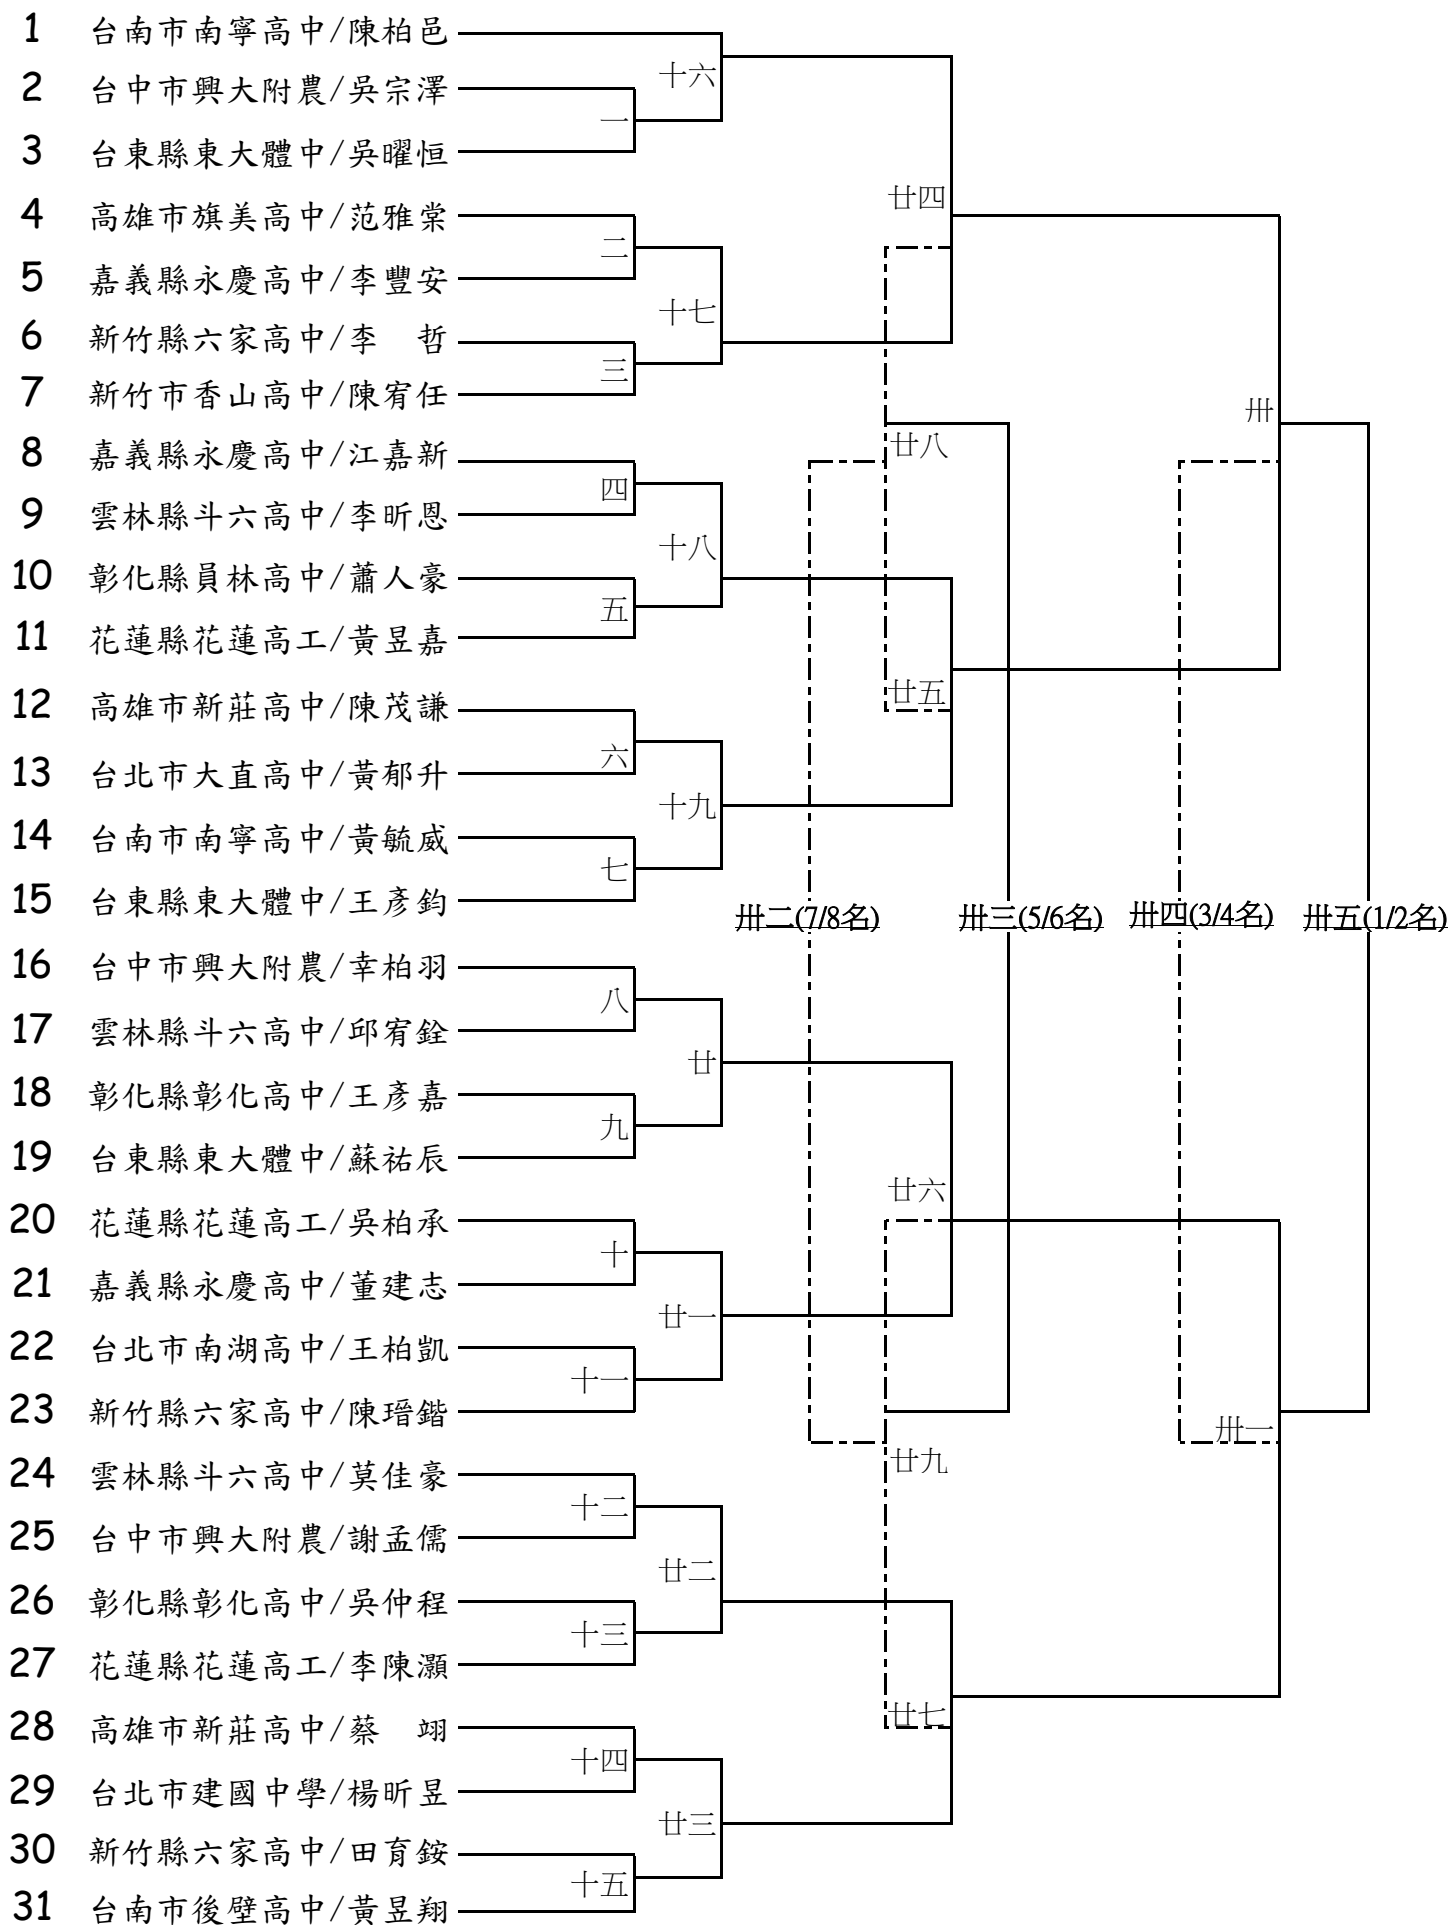 1 台南市南寧高中/陳柏邑
十六
2 台中市興大附農/吳宗澤
一
3 台東縣東大體中/吳曜恒
廿四
4 高雄市旗美高中/范雅棠
二
5 嘉義縣永慶高中/李豐安
十七
6 新竹縣六家高中/李 哲
三
7 新竹市香山高中/陳宥任
卅
8 嘉義縣永慶高中/江嘉新
廿八
四
9 雲林縣斗六高中/李昕恩
十八
10 彰化縣員林高中/蕭人豪
五
11 花蓮縣花蓮高工/黃昱嘉
廿五
12 高雄市新莊高中/陳茂謙
六
13 台北市大直高中/黃郁升
十九
14 台南市南寧高中/黃毓威
七
15 台東縣東大體中/王彥鈞
卅二(7/8名) 卅三(5/6名) 卅四(3/4名) 卅五(1/2名)
16 台中市興大附農/幸柏羽
八
17 雲林縣斗六高中/邱宥銓
廿
18 彰化縣彰化高中/王彥嘉
九
19 台東縣東大體中/蘇祐辰
廿六
20 花蓮縣花蓮高工/吳柏承
十
21 嘉義縣永慶高中/董建志
廿一
22 台北市南湖高中/王柏凱
十一
23 新竹縣六家高中/陳瑨鍇
卅一
廿九
24 雲林縣斗六高中/莫佳豪
十二
25 台中市興大附農/謝孟儒
廿二
26 彰化縣彰化高中/吳仲程
十三
27 花蓮縣花蓮高工/李陳灝
廿七
28 高雄市新莊高中/蔡 翊
十四
29 台北市建國中學/楊昕昱
廿三
30 新竹縣六家高中/田育銨
十五
31 台南市後壁高中/黃昱翔